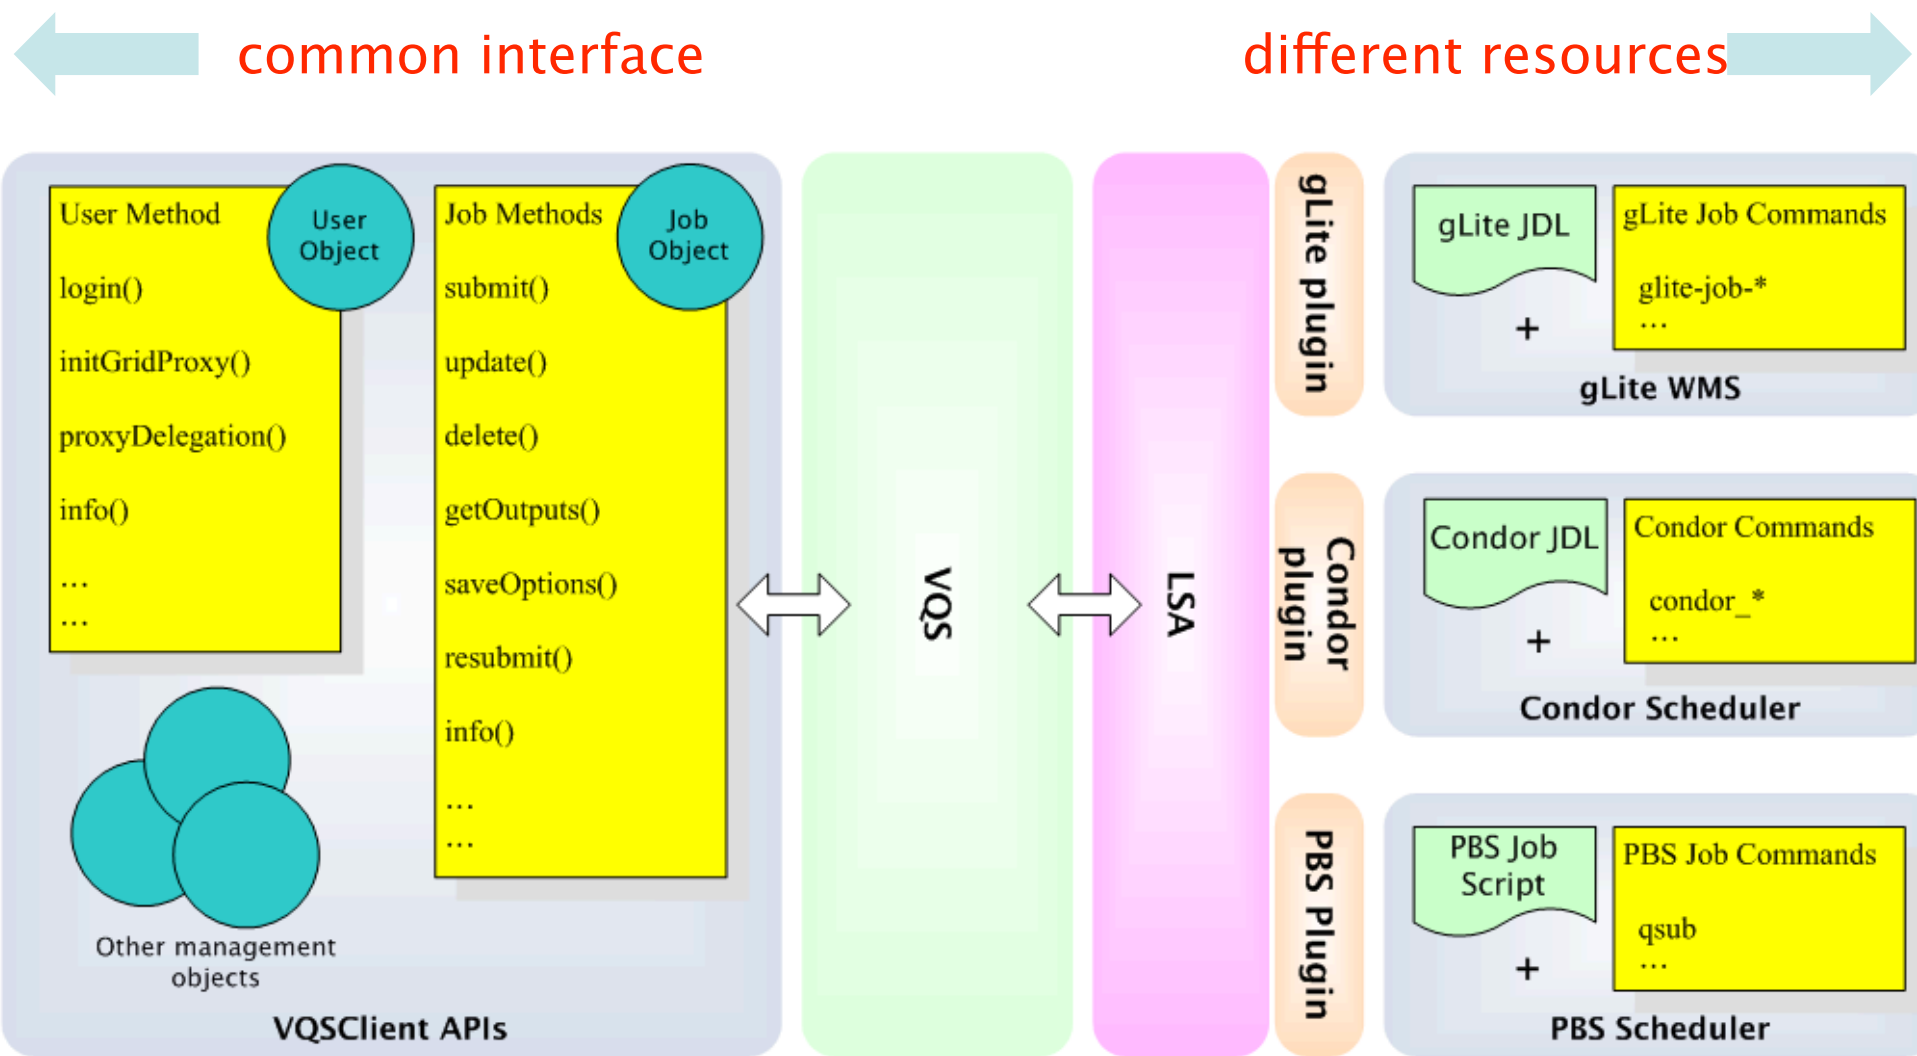 common interface
different resources
User Method
login()
initGridProxy()
proxyDelegation()
info()
...
...
User
Object
Job Methods
submit()
update()
delete()
getOutputs()
saveOptions()
resubmit()
info()
...
...
Job
Object
Other management
objects
VQSClient APIs
VQS
LSA
gLite plugin
gLite JDL
+
gLite Job Commands
glite-job-*
...
gLite WMS
Condor
plugin
Condor JDL
+
Condor Commands
condor_*
...
Condor Scheduler
PBS Plugin
PBS Job
Script
+
PBS Job Commands
qsub
...
PBS Scheduler